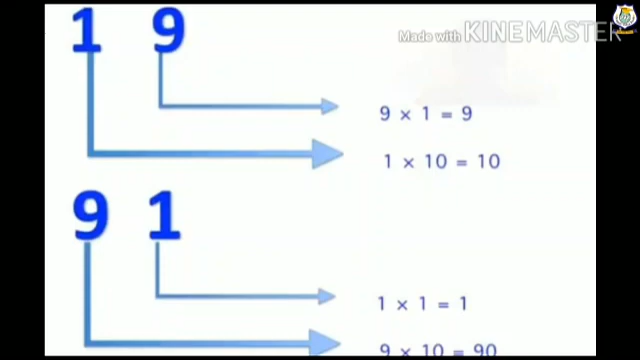 1 9
Made with KINEMASTER
9 × 1 = 9
1 × 10 = 10
9 1
1 × 1 = 1
9 × 10 = 90